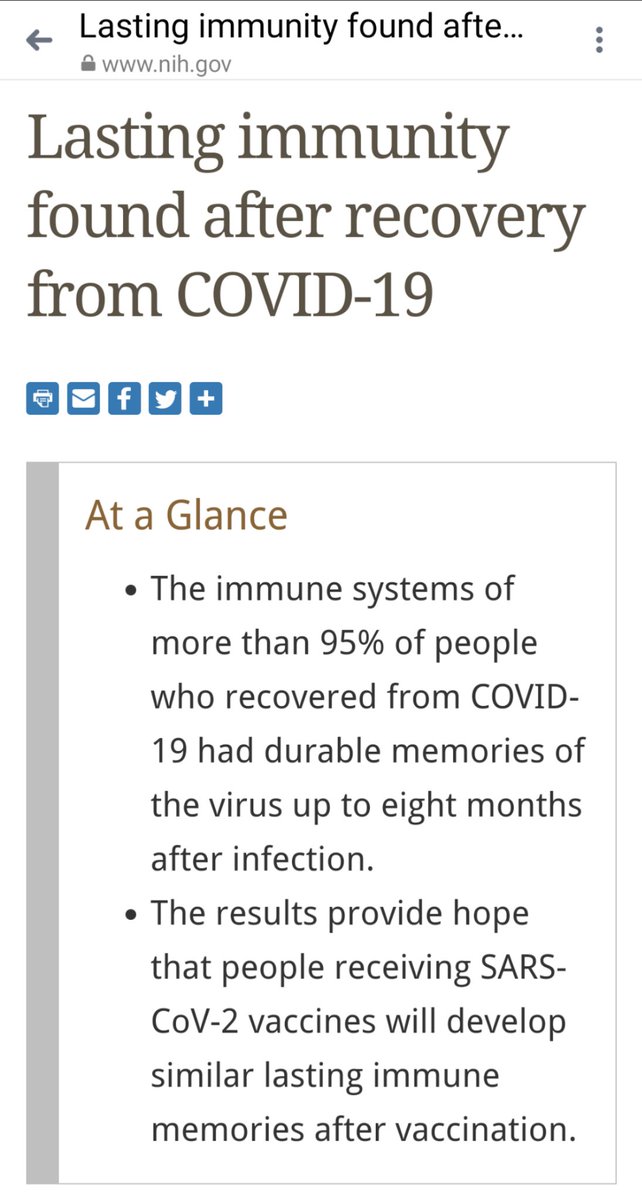 Lasting immunity found afte...
www.nih.gov
Lasting immunity
found after recovery
from COVID-19
At a Glance
• The immune systems of
more than 95% of people
who recovered from COVID-
19 had durable memories of
the virus up to eight months
after infection.
• The results provide hope
that people receiving SARS-
CoV-2 vaccines will develop
similar lasting immune
memories after vaccination.